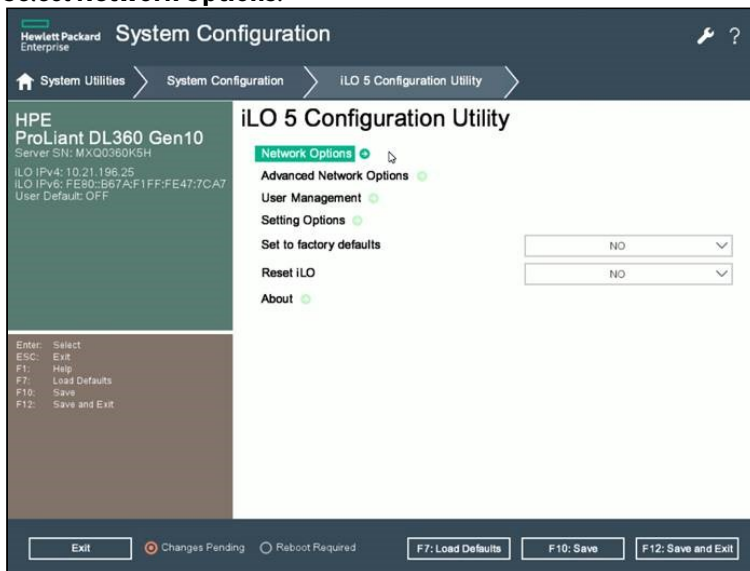 Select Network Options.
Hewlett Packard
Enterprise
System Configuration
?
System Utilities
System Configuration
iLO 5 Configuration Utility
HPE
ProLiant DL360 Gen10
Server SN: MXQ0360K5H
iLO IPv4: 10.21.196.25
iLO IPv6: FE80::B67A:F1FF:FE47:7CA7
User Default: OFF
Enter: Select
ESC: Exit
F1: Help
F7: Load Defaults
F10: Save
F12: Save and Exit
iLO 5 Configuration Utility
Network Options
Advanced Network Options
User Management
Setting Options
Set to factory defaults NO
Reset iLO NO
About
Exit
Changes Pending
Reboot Required
F7: Load Defaults
F10: Save
F12: Save and Exit